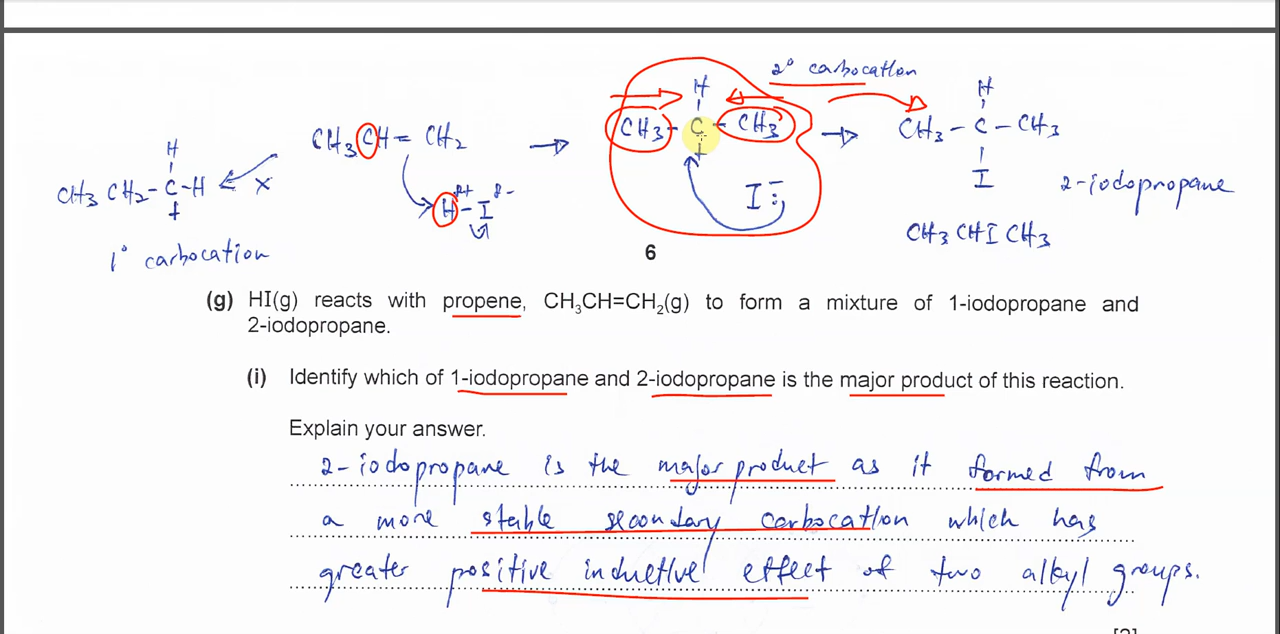 2° carbocation
H
H
CH3CH = CH2
CH3 - C - CH3
CH3 - C - CH3
H
+
I
CH3 CH2 - C - H
x
δ+ δ-
H - I
I:-
2-iodopropane
+
CH3 CHI CH3
1° carbocation
6
(g) HI(g) reacts with propene, CH₃CH=CH₂(g) to form a mixture of 1-iodopropane and
2-iodopropane.
(i) Identify which of 1-iodopropane and 2-iodopropane is the major product of this reaction.
Explain your answer.
2-iodopropane is the major product as it formed from
a more stable secondary carbocation which has
greater positive inductive effect of two alkyl groups.